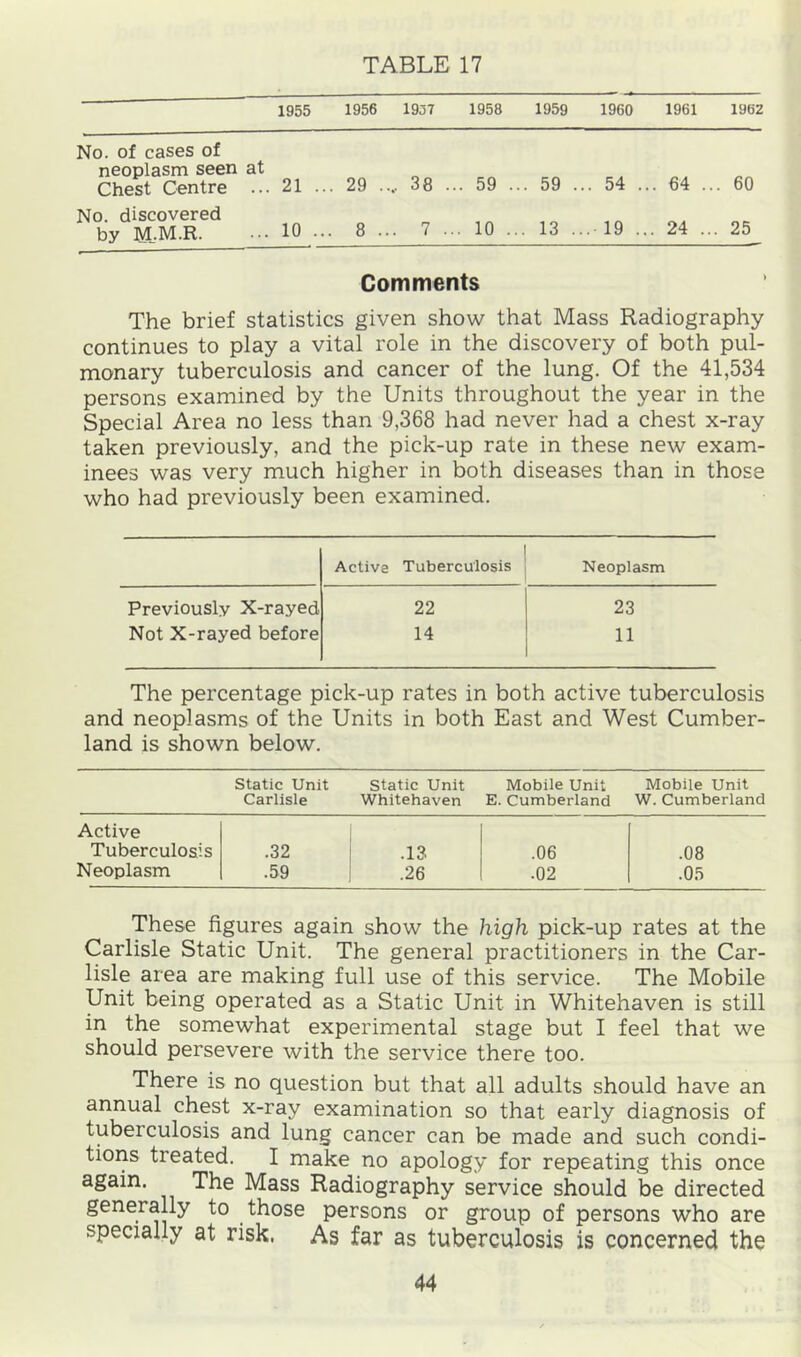 TABLE 17
1955 1956 1957 1958 1959 1960 1961 1962
No. of cases of
neoplasm seen at
Chest Centre ... 21 ... 29 ... 38 ... 59 ... 59 ... 54 ... 64 ... 60
No. discovered
by M.M.R. ... 10 ... 8 ... 7 ... 10 ... 13 ... 19 ... 24 ... 25
Comments
The brief statistics given show that Mass Radiography
continues to play a vital role in the discovery of both pul-
monary tuberculosis and cancer of the lung. Of the 41,534
persons examined by the Units throughout the year in the
Special Area no less than 9,368 had never had a chest x-ray
taken previously, and the pick-up rate in these new exam-
inees was very much higher in both diseases than in those
who had previously been examined.
Active Tuberculosis Neoplasm
Previously X-rayed 22 23
Not X-rayed before 14 11
The percentage pick-up rates in both active tuberculosis
and neoplasms of the Units in both East and West Cumber-
land is shown below.
Static Unit Static Unit Mobile Unit Mobile Unit
Carlisle Whitehaven E. Cumberland W. Cumberland
Active
Tuberculosis .32 .13 .06 .08
Neoplasm .59 .26 .02 .05
These figures again show the high pick-up rates at the
Carlisle Static Unit. The general practitioners in the Car-
lisle area are making full use of this service. The Mobile
Unit being operated as a Static Unit in Whitehaven is still
in the somewhat experimental stage but I feel that we
should persevere with the service there too.
There is no question but that all adults should have an
annual chest x-ray examination so that early diagnosis of
tuberculosis and lung cancer can be made and such condi-
tions treated. I make no apology for repeating this once
again. The Mass Radiography service should be directed
generally to those persons or group of persons who are
specially at risk. As far as tuberculosis is concerned the
44